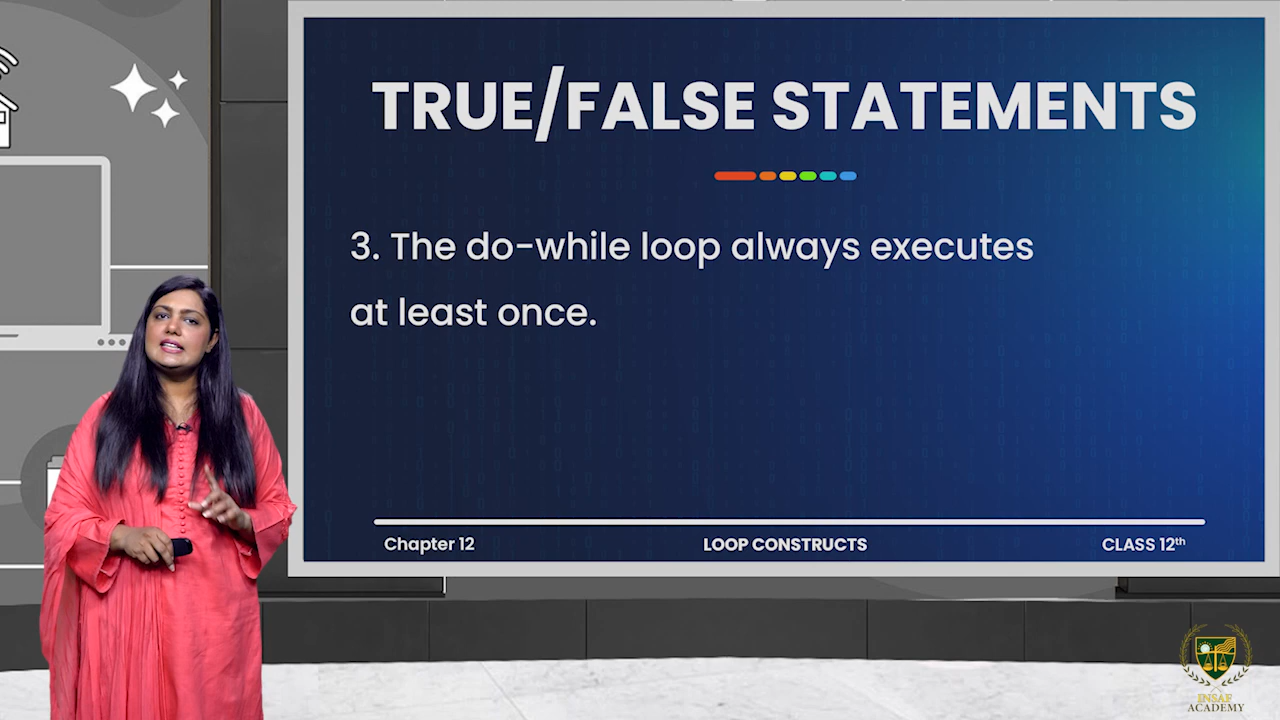 TRUE/FALSE STATEMENTS
3. The do-while loop always executes
at least once.
Chapter 12
LOOP CONSTRUCTS
CLASS 12th
INSAF
ACADEMY